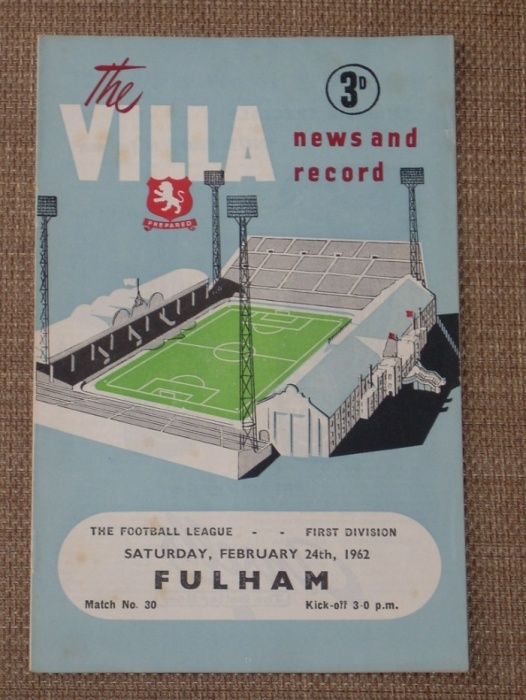 The
VILLA
3D
news and
record
PREPARED
THE FOOTBALL LEAGUE - - FIRST DIVISION
SATURDAY, FEBRUARY 24th, 1962
FULHAM
Match No. 30 Kick-off 3-0 p.m.